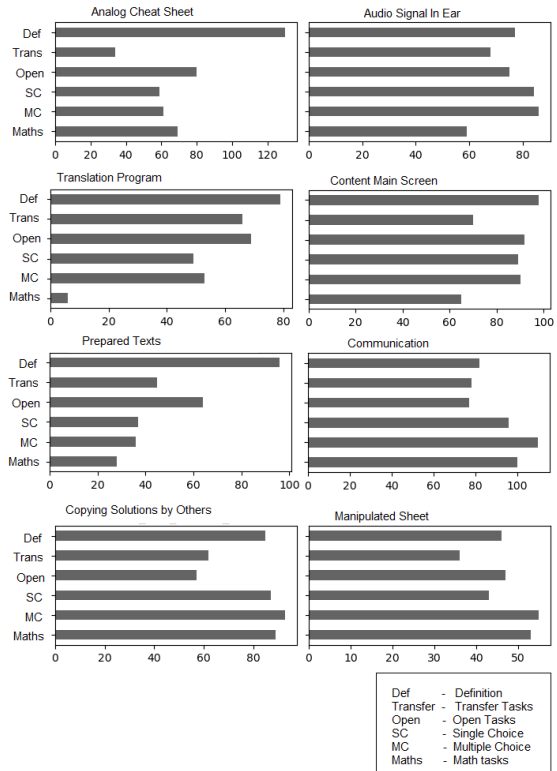 Analog Cheat Sheet
Def
Trans
Open
SC
MC
Maths
0 20 40 60 80 100 120
Audio Signal In Ear
0 20 40 60 80
Translation Program
Def
Trans
Open
SC
MC
Maths
0 20 40 60 80
Content Main Screen
0 20 40 60 80 100
Prepared Texts
Def
Trans
Open
SC
MC
Maths
0 20 40 60 80 100
Communication
0 20 40 60 80 100
Copying Solutions by Others
Def
Trans
Open
SC
MC
Maths
0 20 40 60 80
Manipulated Sheet
0 10 20 30 40 50
Def - Definition
Transfer - Transfer Tasks
Open - Open Tasks
SC - Single Choice
MC - Multiple Choice
Maths - Math tasks